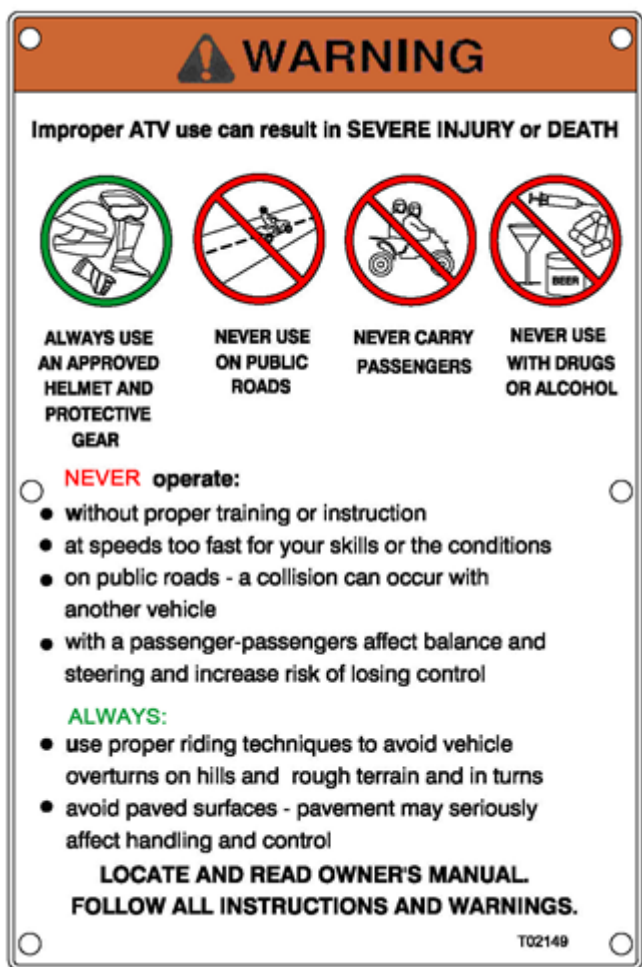 WARNING
Improper ATV use can result in SEVERE INJURY or DEATH
BEER
ALWAYS USE
AN APPROVED
HELMET AND
PROTECTIVE
GEAR
NEVER USE
ON PUBLIC
ROADS
NEVER CARRY
PASSENGERS
NEVER USE
WITH DRUGS
OR ALCOHOL
NEVER operate:
• without proper training or instruction
• at speeds too fast for your skills or the conditions
• on public roads - a collision can occur with
another vehicle
• with a passenger-passengers affect balance and
steering and increase risk of losing control
ALWAYS:
• use proper riding techniques to avoid vehicle
overturns on hills and rough terrain and in turns
• avoid paved surfaces - pavement may seriously
affect handling and control
LOCATE AND READ OWNER'S MANUAL.
FOLLOW ALL INSTRUCTIONS AND WARNINGS.
T02149